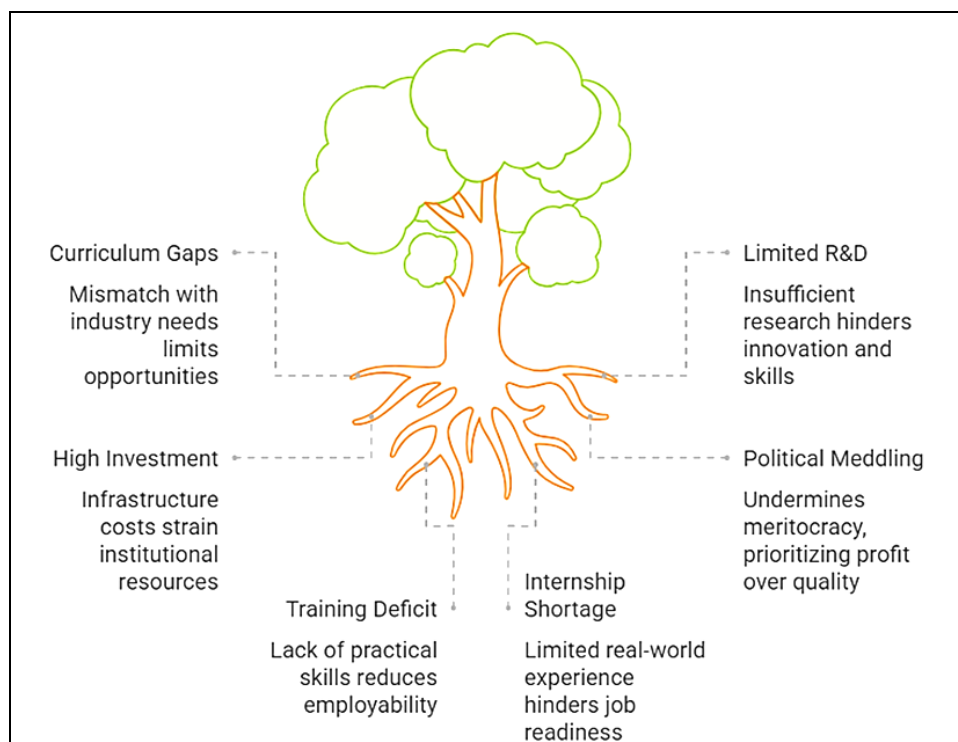 Curriculum Gaps
Mismatch with
industry needs
limits
opportunities
High Investment
Infrastructure
costs strain
institutional
resources
Training Deficit
Lack of practical
skills reduces
employability
Internship
Shortage
Limited real-world
experience
hinders job
readiness
Limited R&D
Insufficient
research hinders
innovation and
skills
Political Meddling
Undermines
meritocracy,
prioritizing profit
over quality